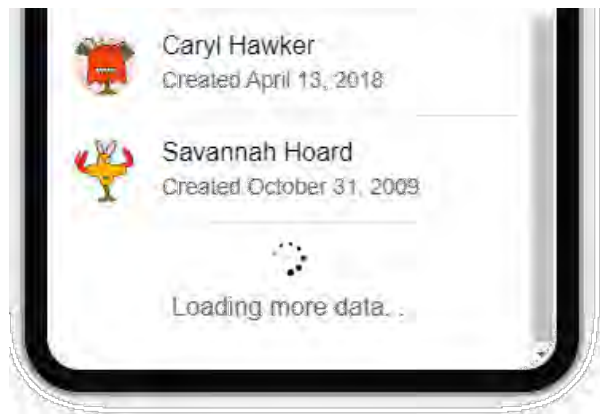 Caryl Hawker
Created April 13, 2018
Savannah Hoard
Created October 31, 2009
Loading more data. .